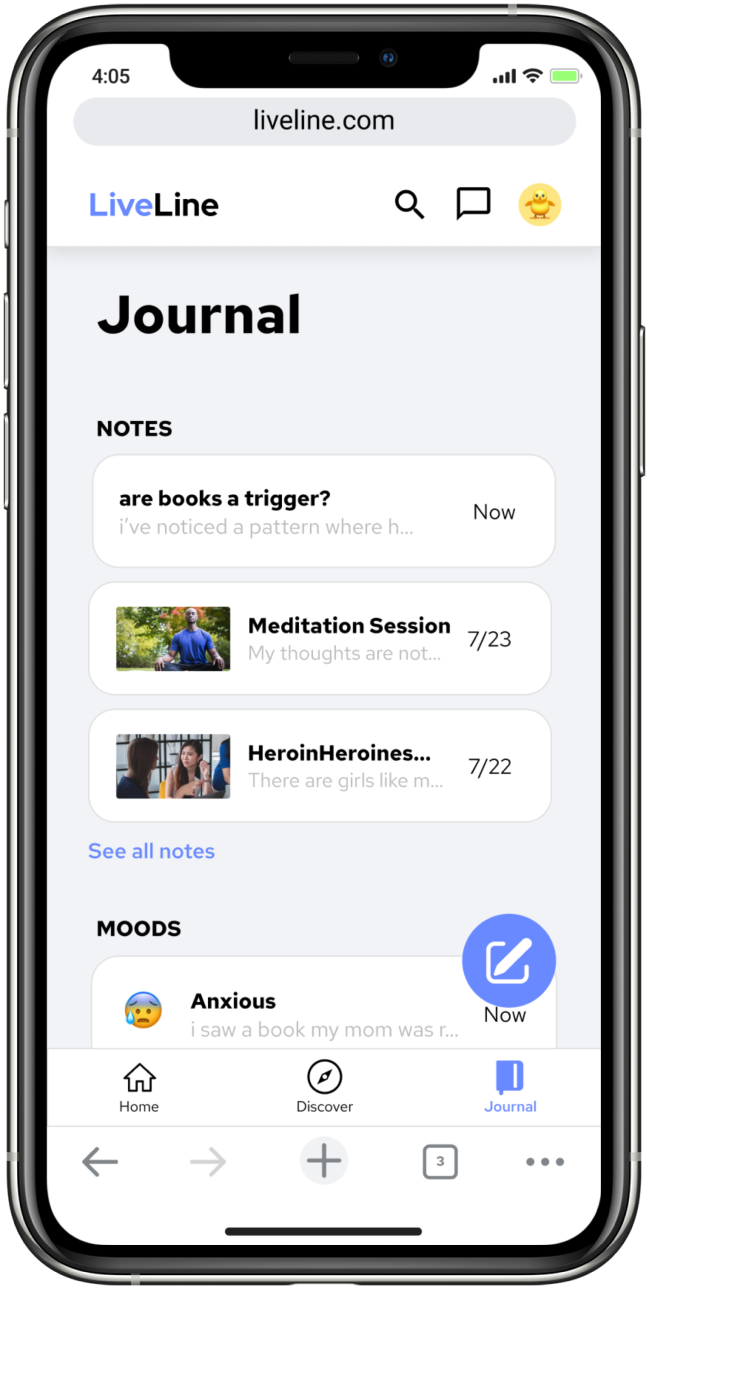 4:05
liveline.com
LiveLine
Journal
NOTES
are books a trigger?
i've noticed a pattern where h...
Now
Meditation Session
My thoughts are not...
7/23
HeroinHeroines...
There are girls like m...
7/22
See all notes
MOODS
Anxious
i saw a book my mom was r...
Now
Home
Discover
Journal
3